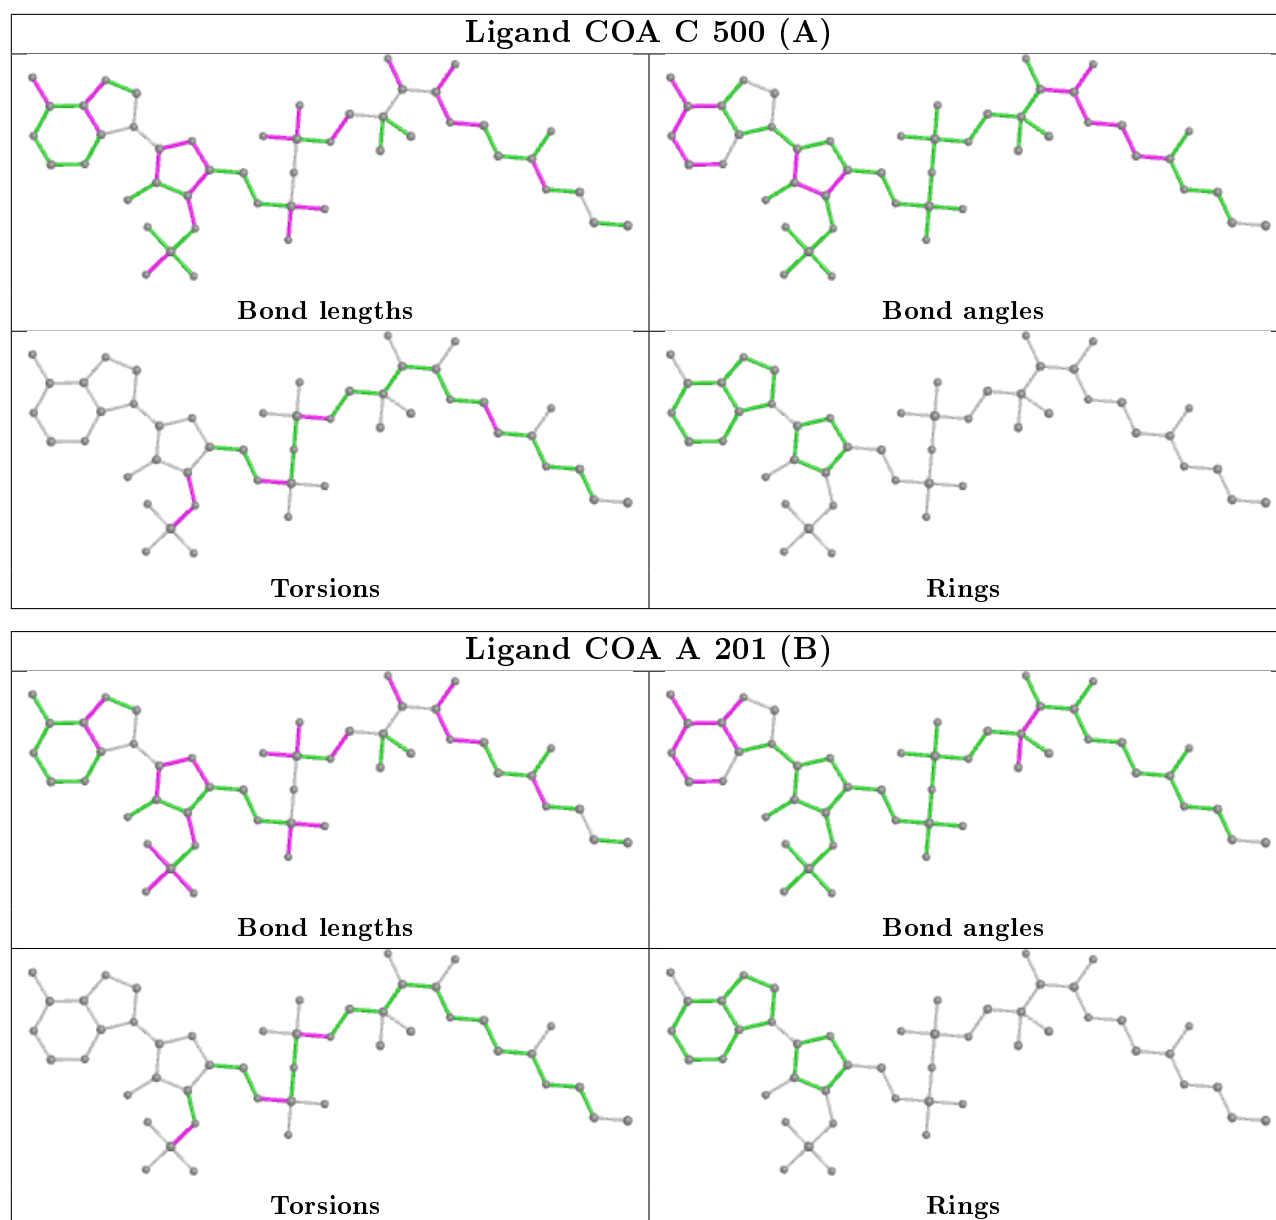 Ligand COA C 500 (A)
Bond lengths
Bond angles
Torsions
Rings
Ligand COA A 201 (B)
Bond lengths
Bond angles
Torsions
Rings